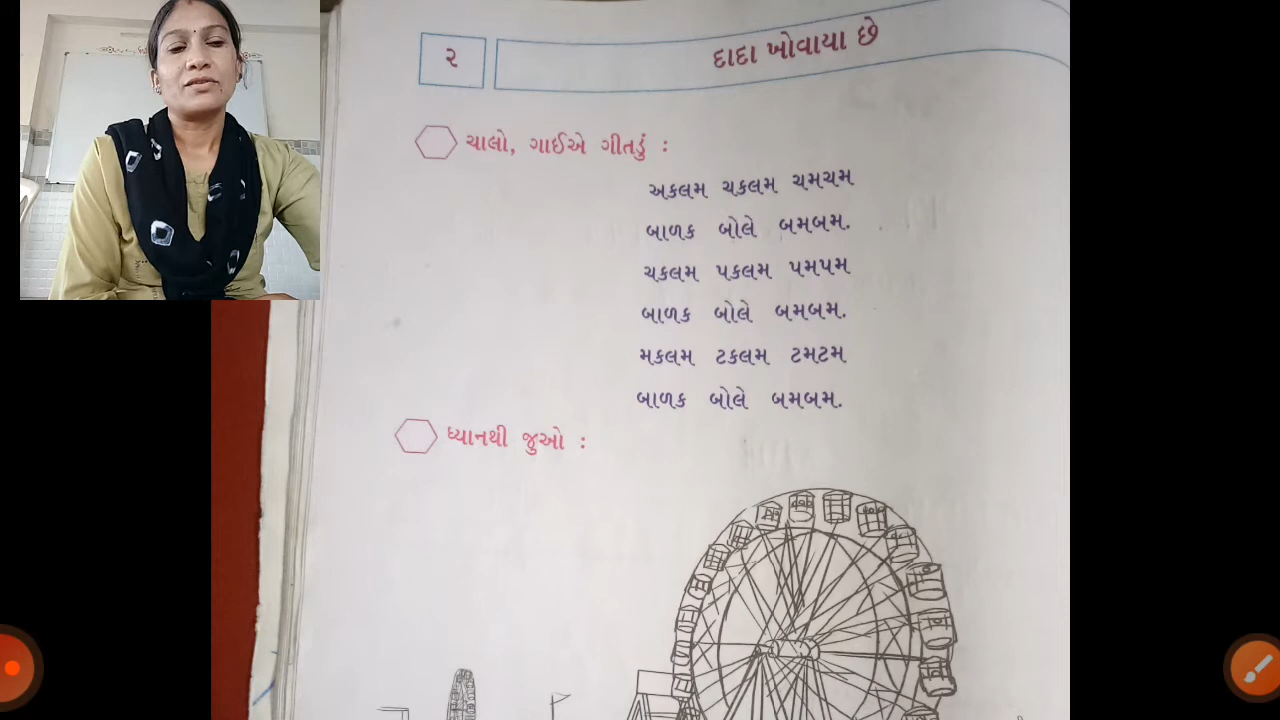 ૨
દાદા ખોવાયા છે
ચાલો, ગાઈએ ગીતડું :
અકલમ ચકલમ ચમચમ
બાળક બોલે બમબમ.
ચકલમ પકલમ પમપમ
બાળક બોલે બમબમ.
મકલમ ટકલમ ટમટમ
બાળક બોલે બમબમ.
ધ્યાનથી જુઓ :